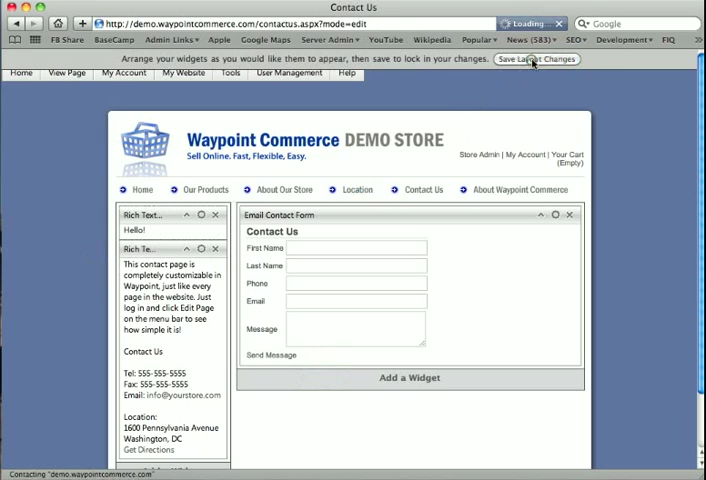 Contact Us
http://demo.waypointcommerce.com/contactus.aspx?mode=edit
Loading
Google
FB Share BaseCamp Admin Links Apple Google Maps Server Admin YouTube Wikipedia Popular News (583) SEO Development FIQ
Arrange your widgets as you would like them to appear, then save to lock in your changes. Save Layout Changes
Home View Page My Account My Website Tools User Management Help
Waypoint Commerce DEMO STORE
Sell Online. Fast, Flexible, Easy.
Store Admin | My Account | Your Cart
(Empty)
Home Our Products About Our Store Location Contact Us About Waypoint Commerce
Rich Text...
Hello!
Rich Te...
This contact page is
completely customizable in
Waypoint, just like every
page in the website. Just
log in and click Edit Page
on the menu bar to see
how simple it is!
Contact Us
Tel: 555-555-5555
Fax: 555-555-5555
Email: info@yourstore.com
Location:
1600 Pennsylvania Avenue
Washington, DC
Get Directions
Email Contact Form
Contact Us
First Name
Last Name
Phone
Email
Message
Send Message
Add a Widget
Contacting "demo.waypointcommerce.com"